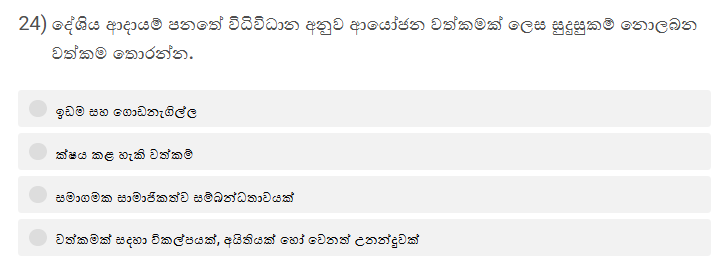 24) දේශිය ආදායම් පනතේ විධිවිධාන අනුව ආයෝජන වත්කමක් ලෙස සුදුසුකම් නොලබන
වත්කම තොරන්න.
ඉඩම සහ ගොඩනැගිල්ල
ක්ෂය කළ හැකි වත්කම්
සමාගමක සාමාජිකත්ව සම්බන්ධතාවයක්
වත්කමක් සදහා විකල්පයක්, අයිතියක් හෝ වෙනත් උනන්දුවක්